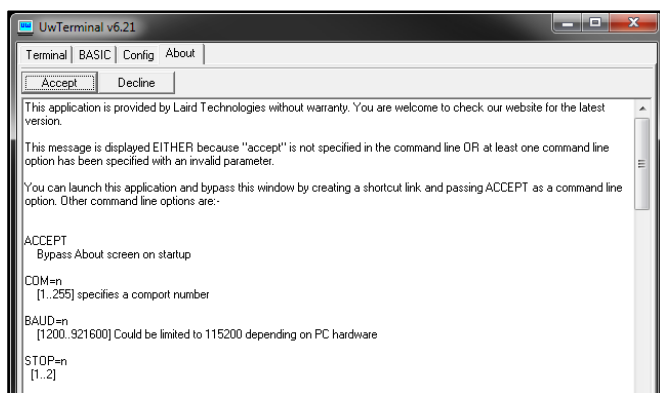 UwTerminal v6.21
Terminal BASIC Config About
Accept Decline
This application is provided by Laird Technologies without warranty. You are welcome to check our website for the latest
version.
This message is displayed EITHER because "accept" is not specified in the command line OR at least one command line
option has been specified with an invalid parameter.
You can launch this application and bypass this window by creating a shortcut link and passing ACCEPT as a command line
option. Other command line options are:-
ACCEPT
Bypass About screen on startup
COM=n
[1..255] specifies a comport number
BAUD=n
[1200..921600] Could be limited to 115200 depending on PC hardware
STOP=n
[1..2]